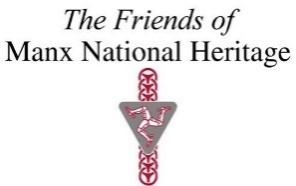 The Friends of
Manx National Heritage